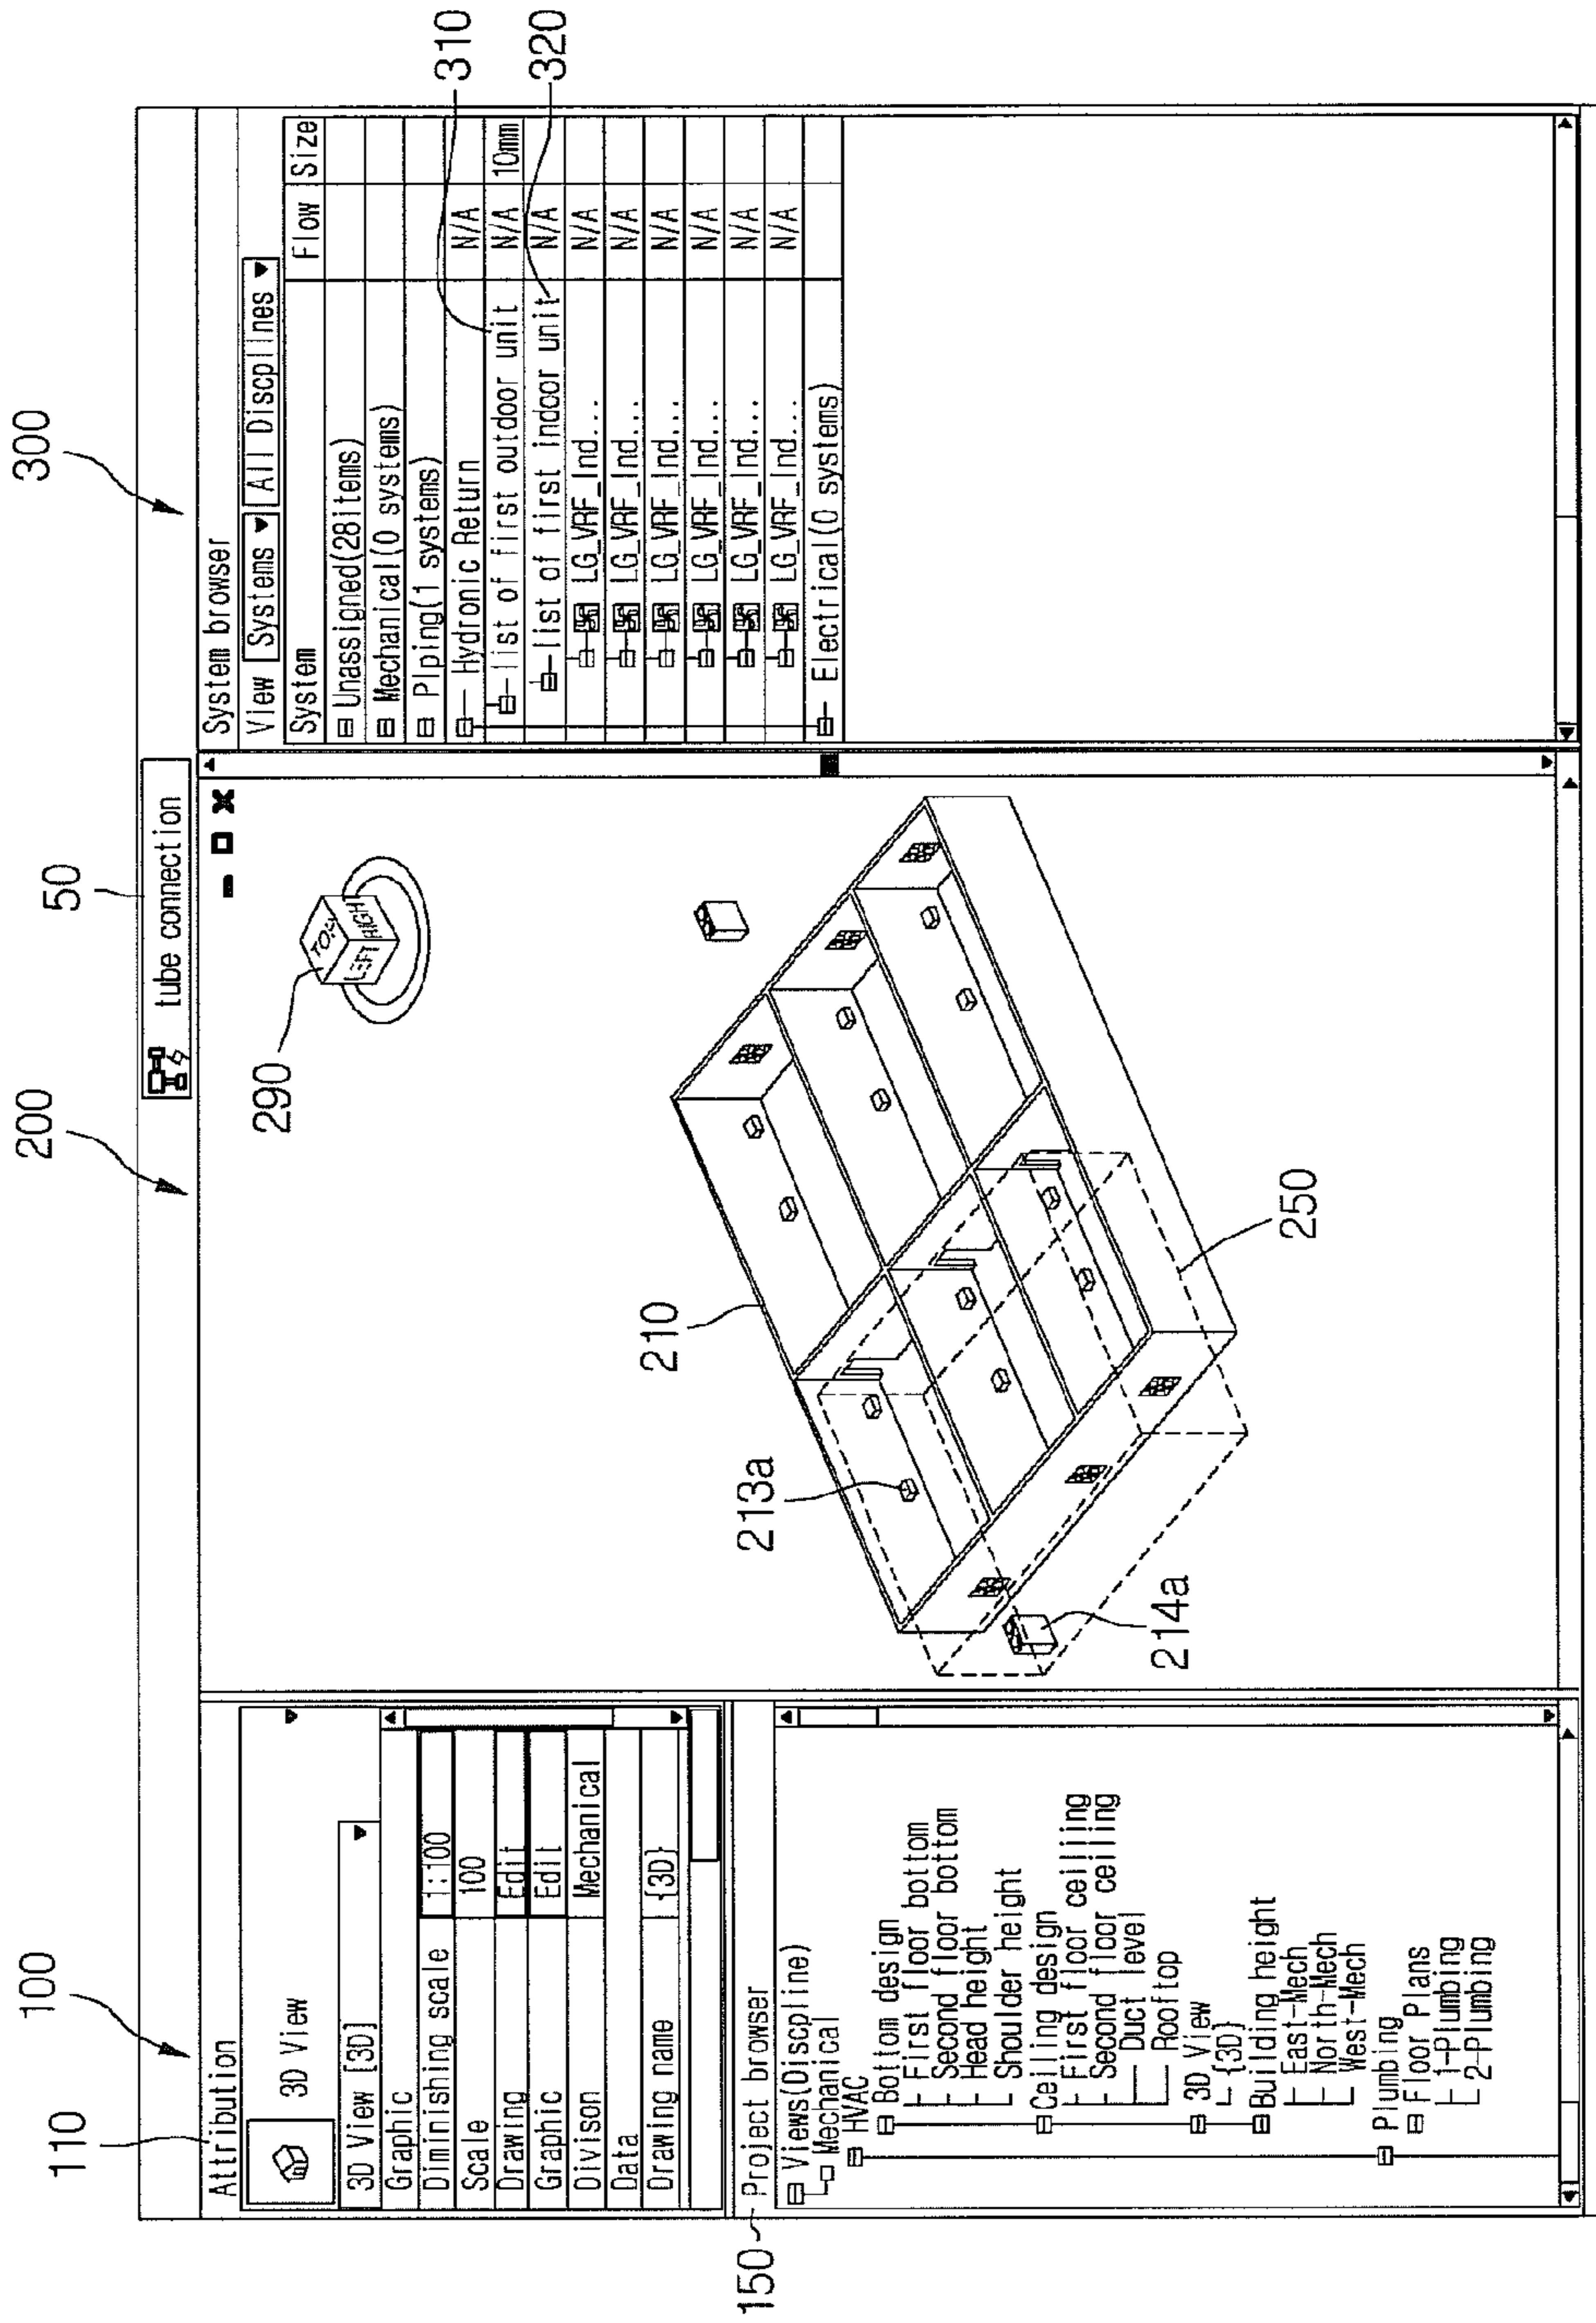 100
200
300
50
tube connection
110
Attribution
3D View
3D View [3D]
Graphic
Diminishing scale 1:100
Scale 100
Drawing Edit
Graphic Edit
Divison Mechanical
Data
Drawing name {3D}
150
Project browser
Views(Discpline)
Mechanical
HVAC
Bottom design
First floor bottom
Second floor bottom
Head height
Shoulder height
Ceiling design
First floor ceiling
Second floor ceiling
Duct level
Rooftop
3D View
{3D}
Building height
East-Mech
North-Mech
West-Mech
Plumbing
Floor Plans
1-Plumbing
2-Plumbing
290
TOP
LEFT
210
213a
214a
250
System browser
View Systems All Discplines
System Flow Size
Unassigned(28items)
Mechanical(0 systems)
Piping(1 systems)
Hydronic Return N/A
list of first outdoor unit N/A 10mm
list of first indoor unit N/A
LG_VRF_Ind... N/A
LG_VRF_Ind... N/A
LG_VRF_Ind... N/A
LG_VRF_Ind... N/A
LG_VRF_Ind... N/A
LG_VRF_Ind... N/A
Electrical(0 systems)
310
320